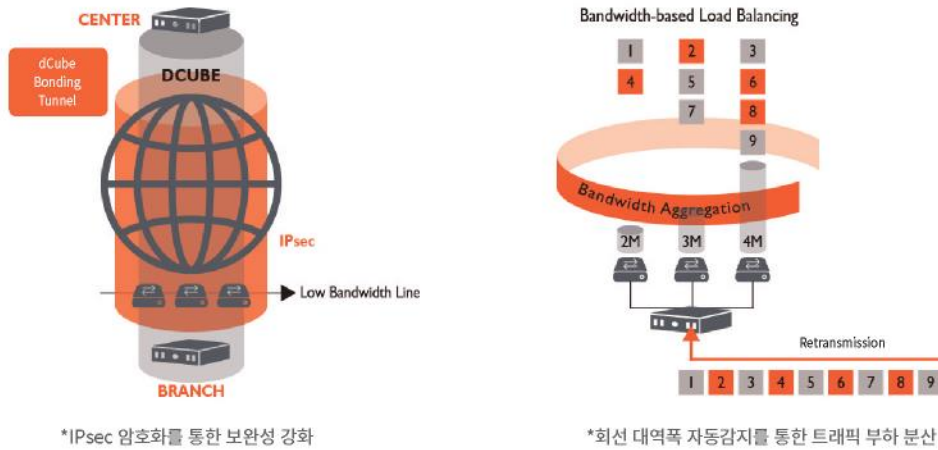 CENTER
dCube
Bonding
Tunnel
DCUBE
IPsec
Low Bandwidth Line
BRANCH
*IPsec 암호화를 통한 보완성 강화
Bandwidth-based Load Balancing
1 2 3
4 5 6
7 8
9
Bandwidth Aggregation
2M 3M 4M
Retransmission
1 2 3 4 5 6 7 8 9
*회선 대역폭 자동감지를 통한 트래픽 부하 분산